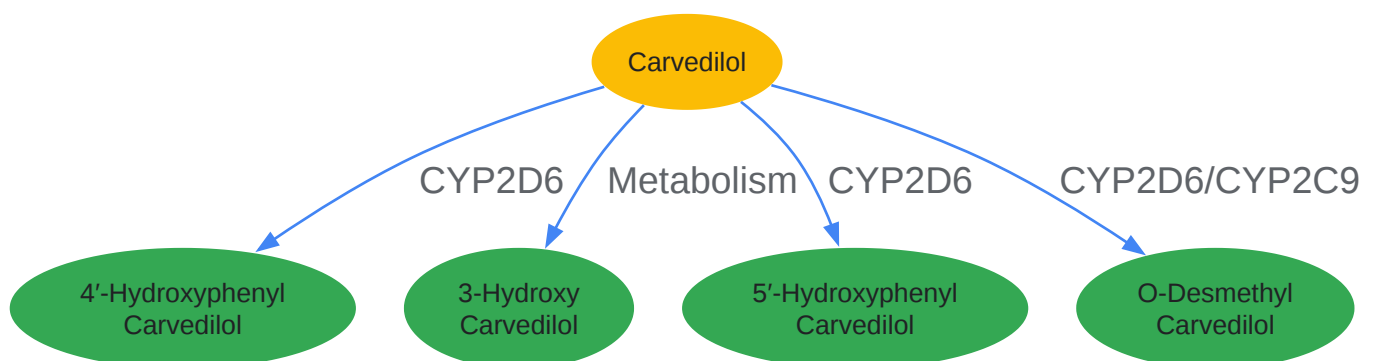 Carvedilol
CYP2D6
Metabolism
CYP2D6
CYP2D6/CYP2C9
4′-Hydroxyphenyl
Carvedilol
3-Hydroxy
Carvedilol
5′-Hydroxyphenyl
Carvedilol
O-Desmethyl
Carvedilol